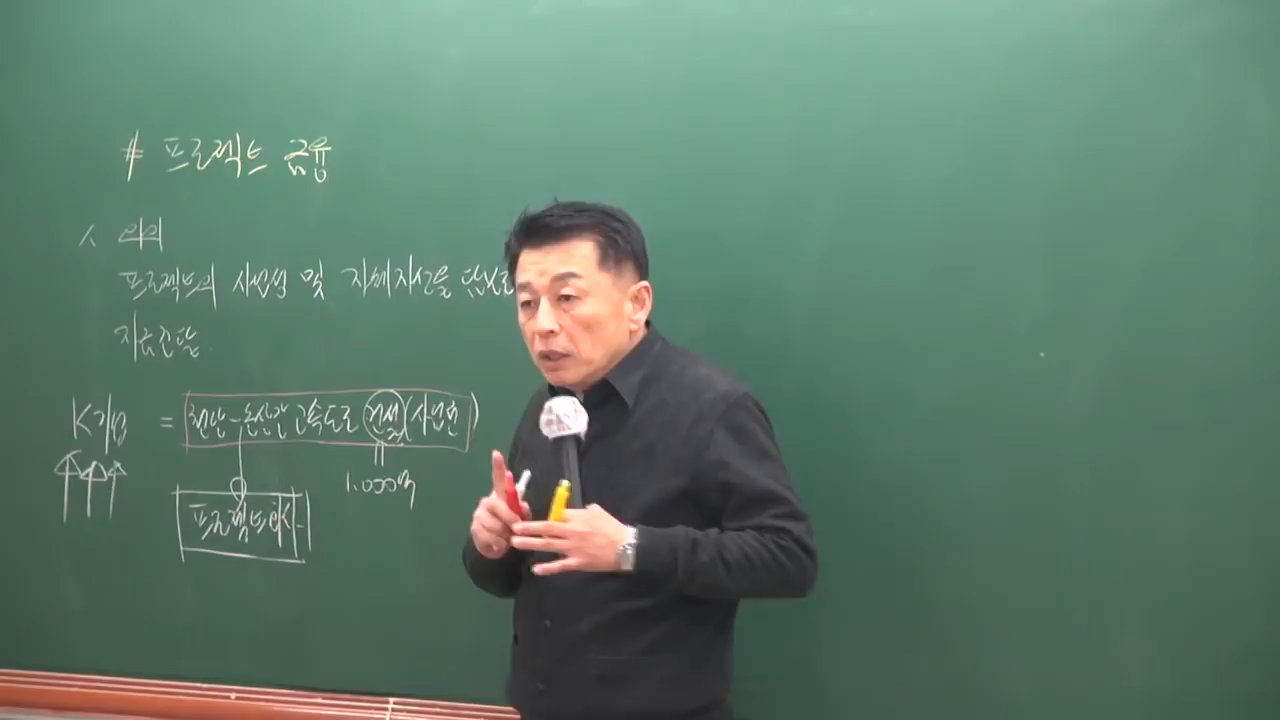 # 프로젝트 금융
1. 의의
프로젝트의 사업성 및 자체자산을 담보로
자금조달.
K기업 = 천안-논산간 고속도로 건설(사업권)
1.000억
프로젝트회사